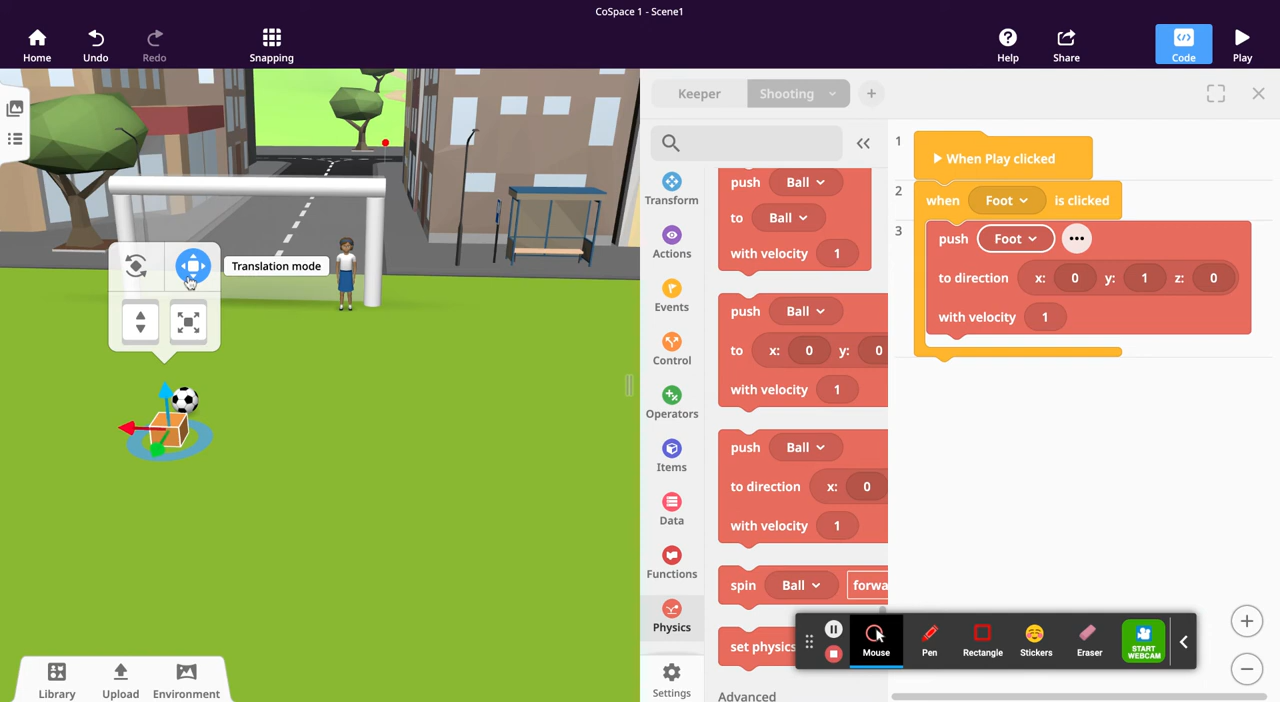 CoSpace 1 - Scene1
Home
Undo
Redo
Snapping
Help
Share
Code
Play
Translation mode
Library
Upload
Environment
Keeper
Shooting
+
Transform
Actions
Events
Control
Operators
Items
Data
Functions
Physics
Settings
push Ball
to Ball
with velocity 1
push Ball
to x: 0 y: 0
with velocity 1
push Ball
to direction x: 0
with velocity 1
spin Ball forwa
set physics
Advanced
1 When Play clicked
2 when Foot is clicked
3 push Foot ...
to direction x: 0 y: 1 z: 0
with velocity 1
Mouse
Pen
Rectangle
Stickers
Eraser
START
WEBCAM